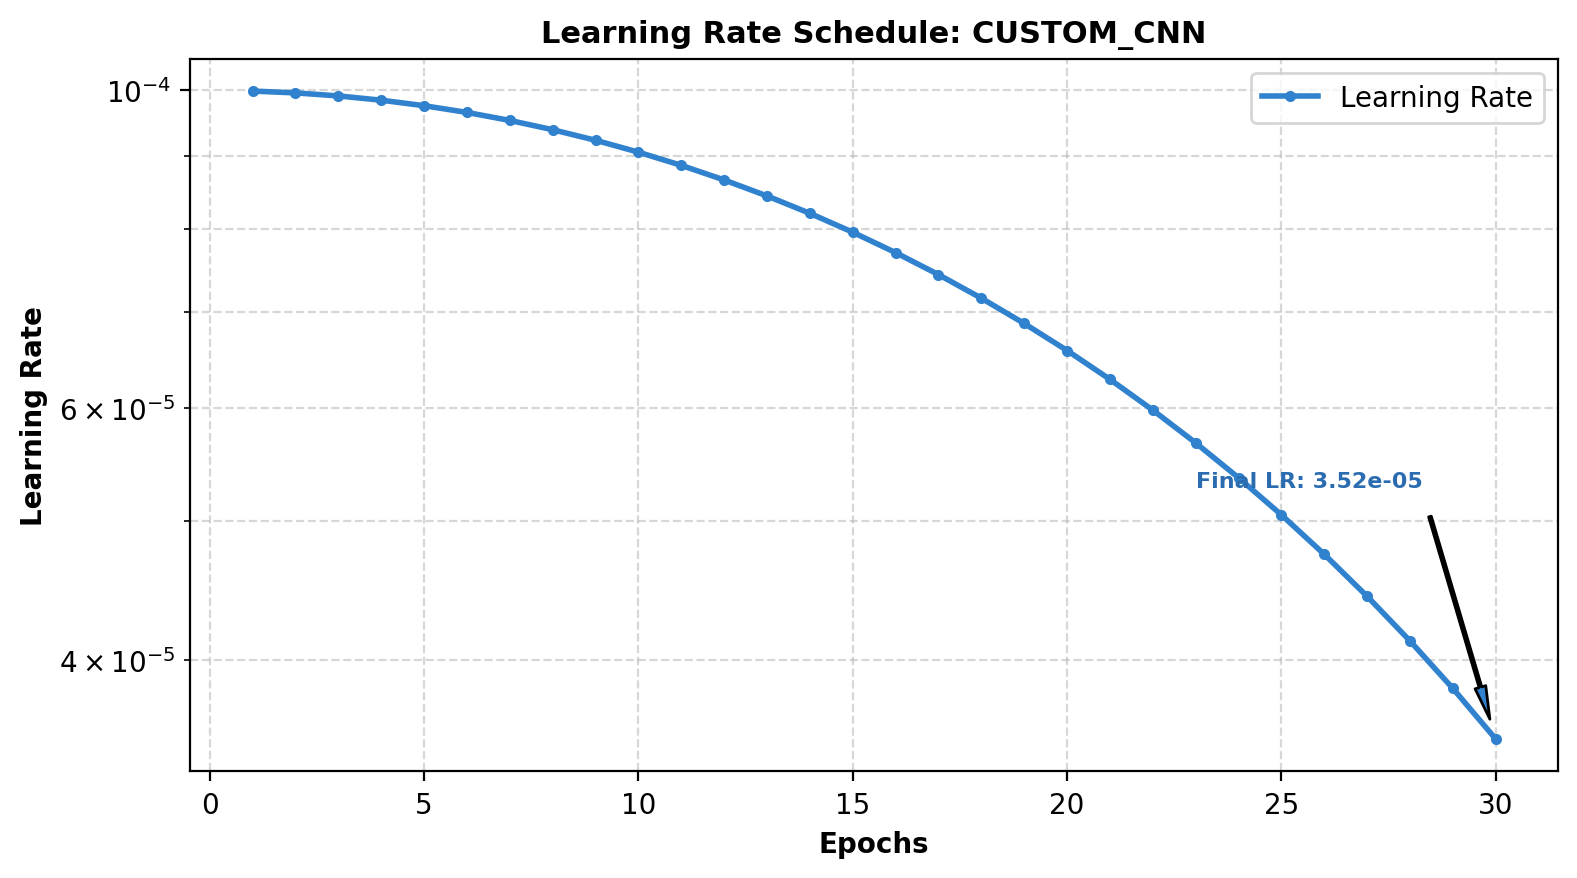 Learning Rate Schedule: CUSTOM_CNN
Learning Rate
10⁻⁴
6 × 10⁻⁵
4 × 10⁻⁵
Learning Rate
Final LR: 3.52e-05
0 5 10 15 20 25 30
Epochs